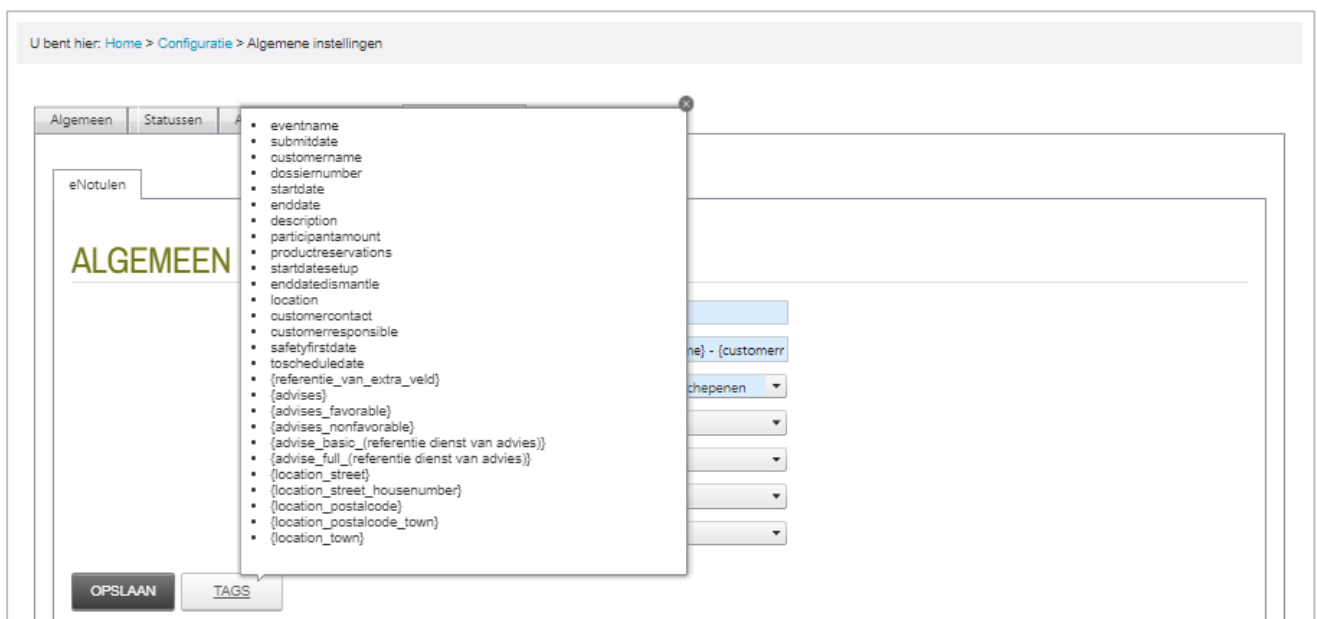 U bent hier: Home > Configuratie > Algemene instellingen
Algemeen
Statussen
eNotulen
ALGEMEEN
• eventname
• submitdate
• customername
• dossiernumber
• startdate
• enddate
• description
• participantamount
• productreservations
• startdatesetup
• enddatedismantle
• location
• customercontact
• customerresponsible
• safetyfirstdate
• toscheduledate
• {referentie_van_extra_veld}
• {advises}
• {advises_favorable}
• {advises_nonfavorable}
• {advise_basic_(referentie dienst van advies)}
• {advise_full_(referentie dienst van advies)}
• {location_street}
• {location_street_housenumber}
• {location_postalcode}
• {location_postalcode_town}
• {location_town}
me} - {customerr
chepenen
OPSLAAN
TAGS